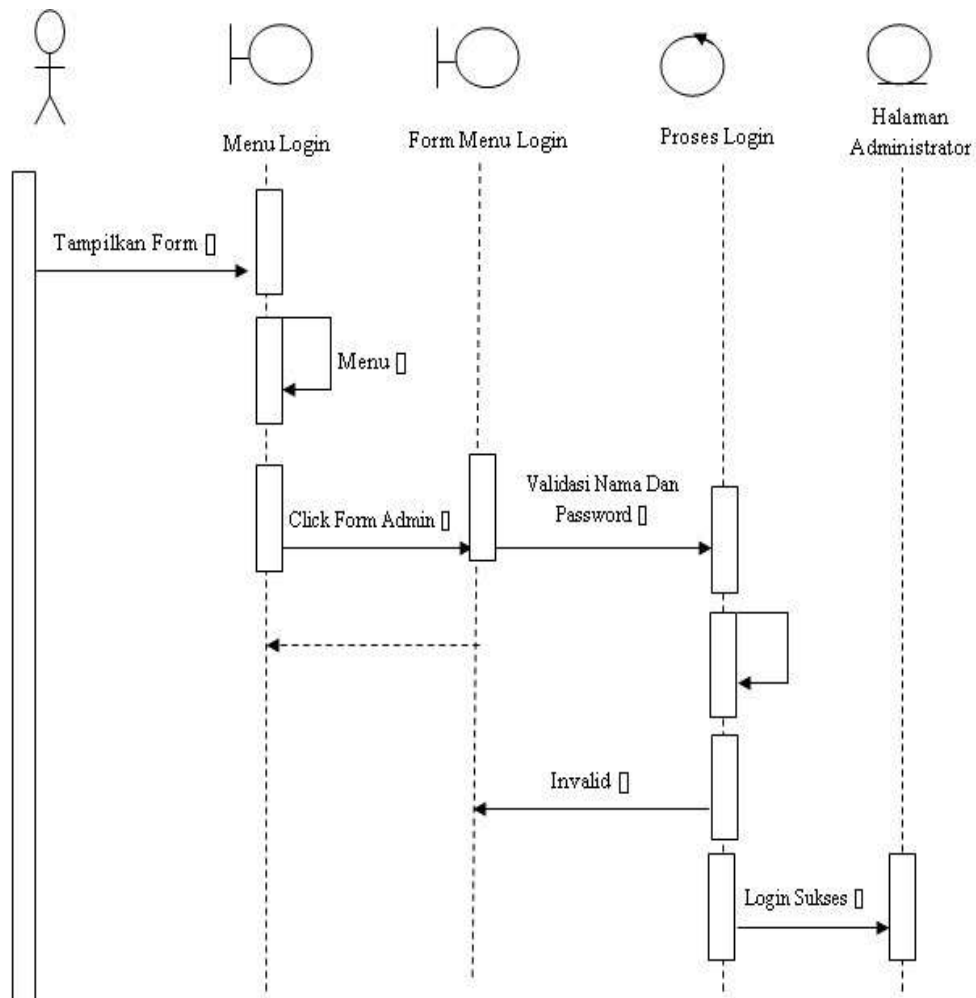 Menu Login
Form Menu Login
Proses Login
Halaman
Administrator
Tampilkan Form []
Menu []
Click Form Admin []
Validasi Nama Dan
Password []
Invalid []
Login Sukses []